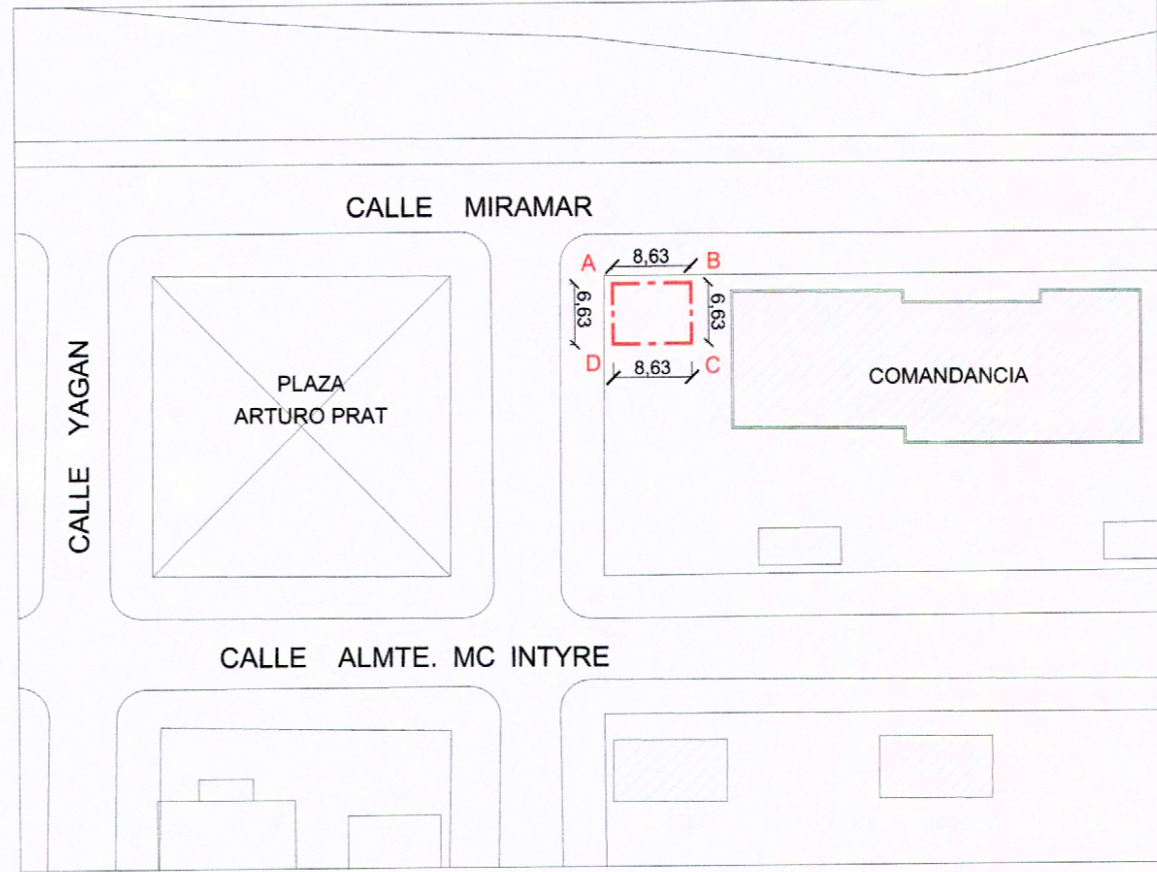 CALLE MIRAMAR
A 8,63 B
6,63
6,63
D 8,63 C
CALLE YAGAN
PLAZA
ARTURO PRAT
COMANDANCIA
CALLE ALMTE. MC INTYRE